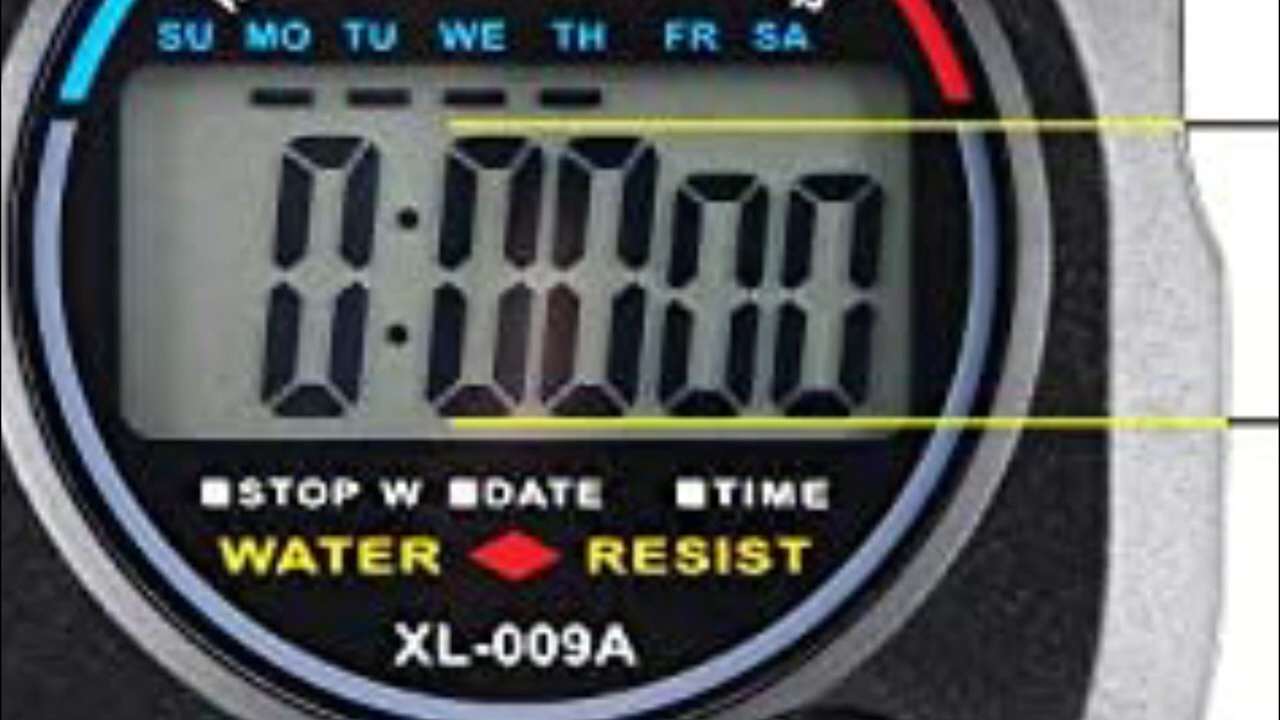 SU MO TU WE TH FR SA
0:00 00
STOP W DATE TIME
WATER RESIST
XL-009A